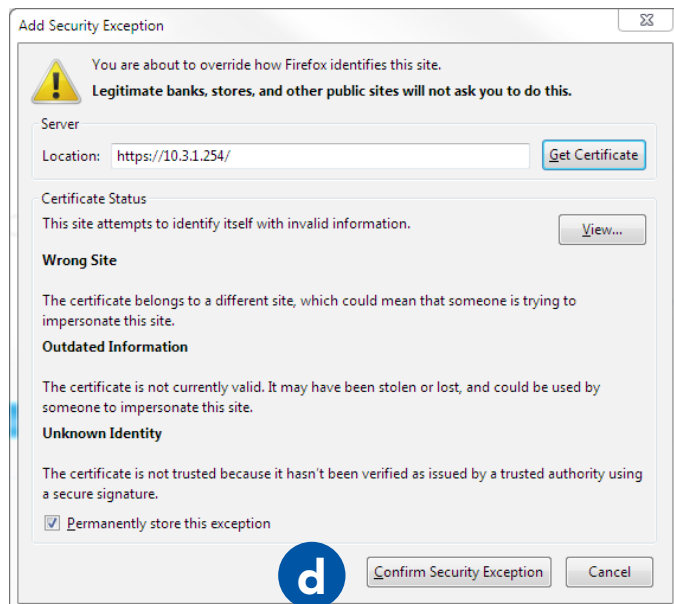 Add Security Exception
You are about to override how Firefox identifies this site.
Legitimate banks, stores, and other public sites will not ask you to do this.
Server
Location: https://10.3.1.254/ Get Certificate
Certificate Status
This site attempts to identify itself with invalid information.
View...
Wrong Site
The certificate belongs to a different site, which could mean that someone is trying to
impersonate this site.
Outdated Information
The certificate is not currently valid. It may have been stolen or lost, and could be used by
someone to impersonate this site.
Unknown Identity
The certificate is not trusted because it hasn't been verified as issued by a trusted authority using
a secure signature.
Permanently store this exception
d Confirm Security Exception Cancel